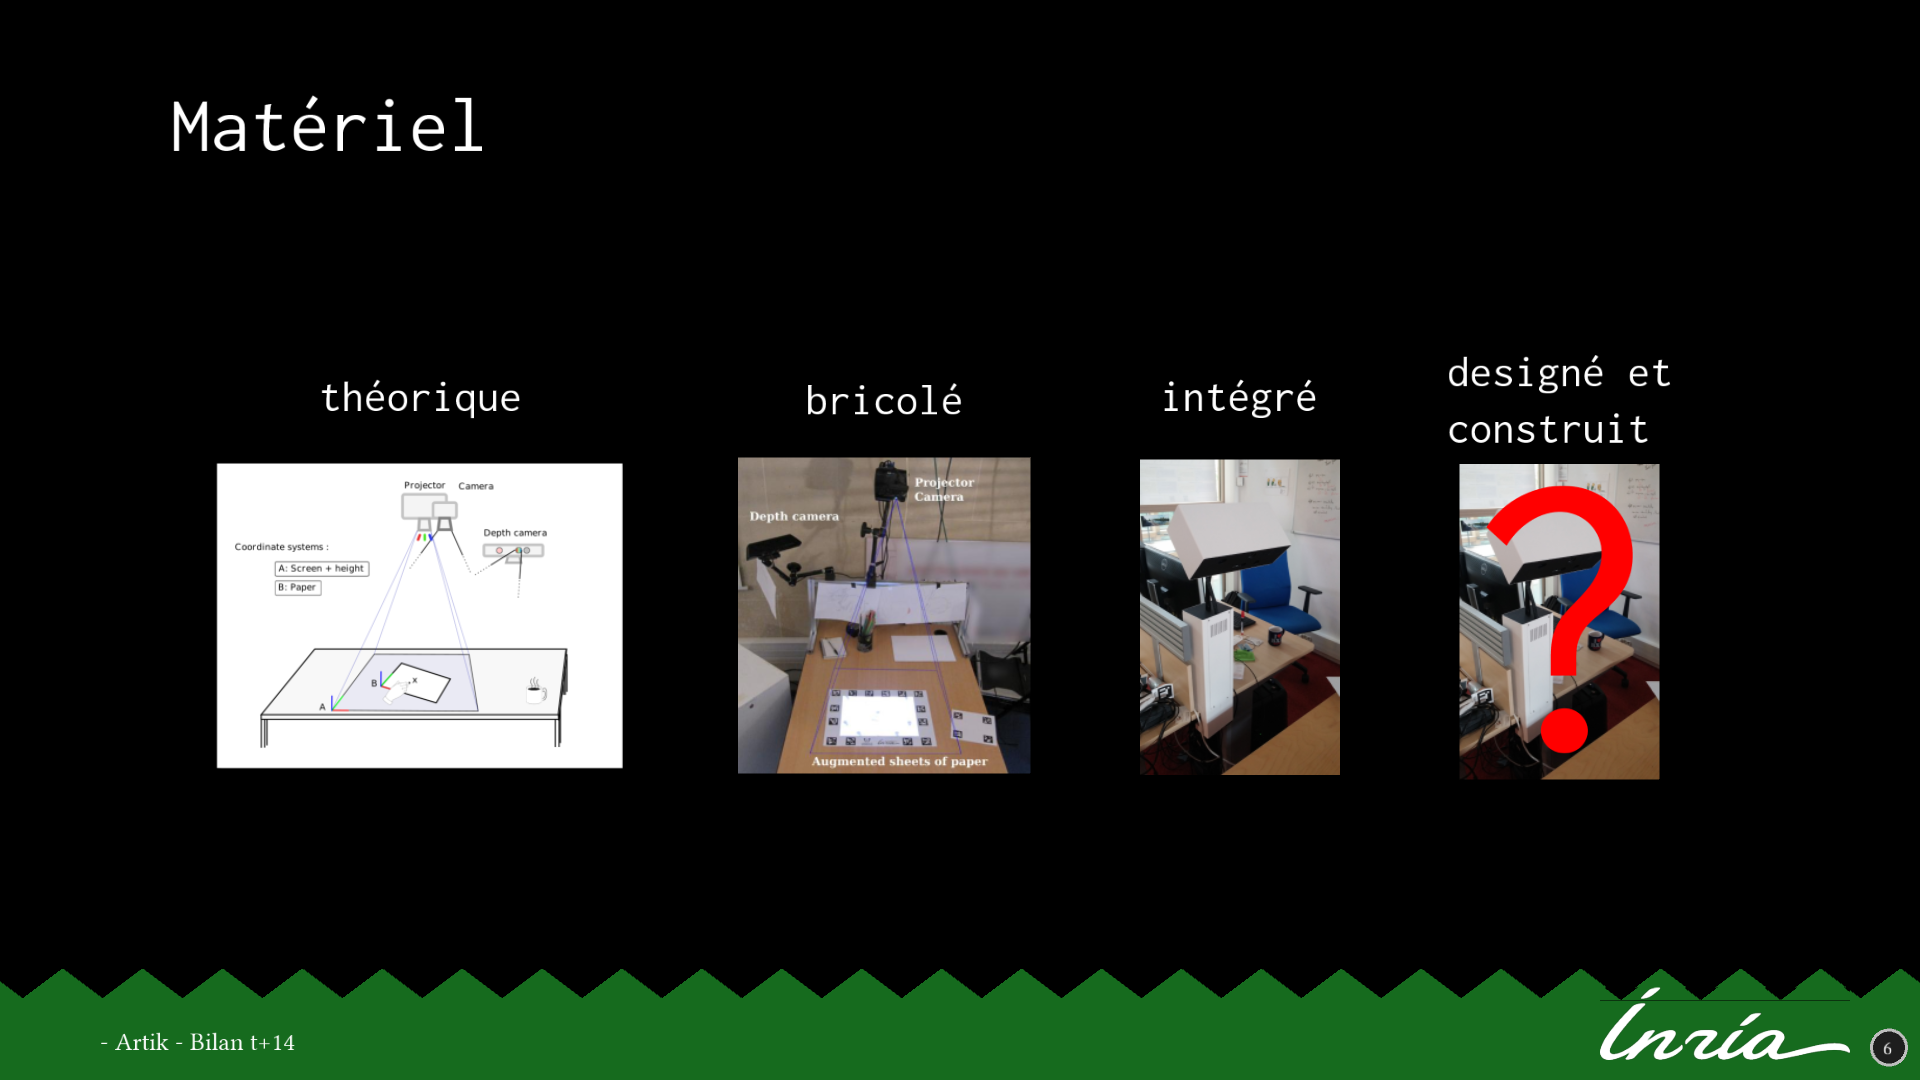 Matériel
théorique
bricolé
intégré
designé et
construit
Projector Camera
Depth camera
Coordinate systems :
A: Screen + height
B: Paper
B
x
A
Projector
Camera
Depth camera
Augmented sheets of paper
?
- Artik - Bilan t+14
Inría
6